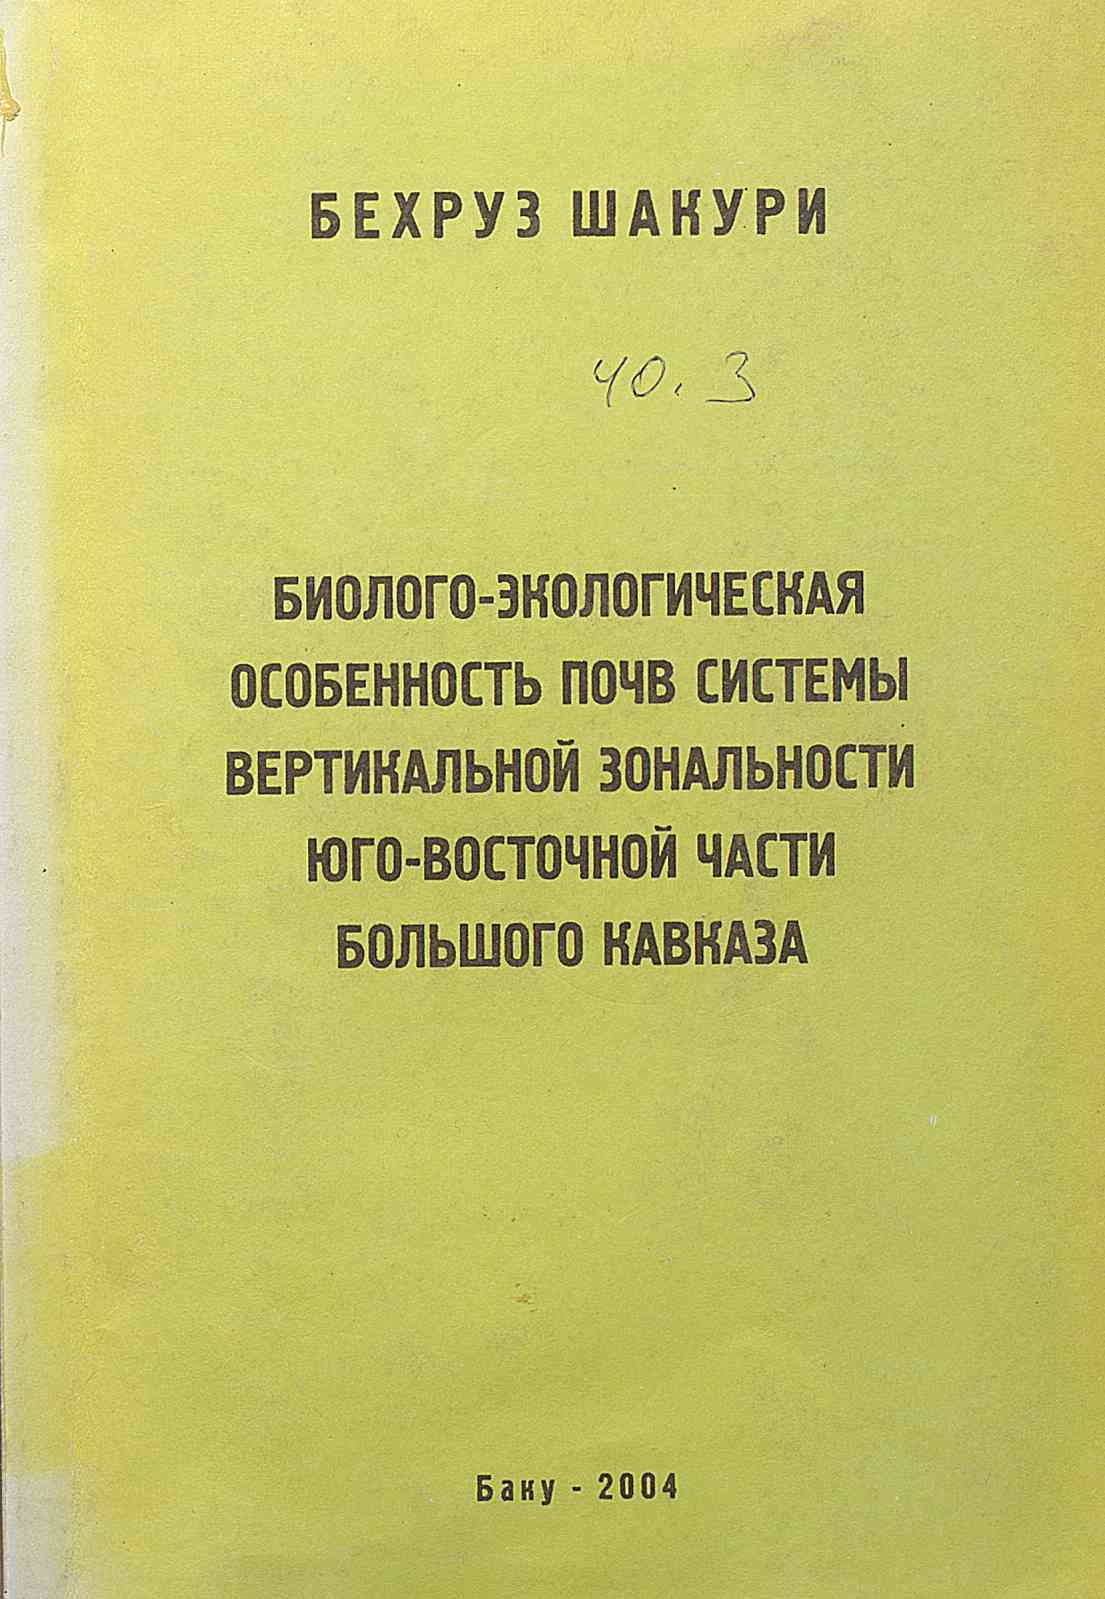 БЕХРУЗ ШАКУРИ
40.3
БИОЛОГО-ЭКОЛОГИЧЕСКАЯ
ОСОБЕННОСТЬ ПОЧВ СИСТЕМЫ
ВЕРТИКАЛЬНОЙ ЗОНАЛЬНОСТИ
ЮГО-ВОСТОЧНОЙ ЧАСТИ
БОЛЬШОГО КАВКАЗА
Баку - 2004